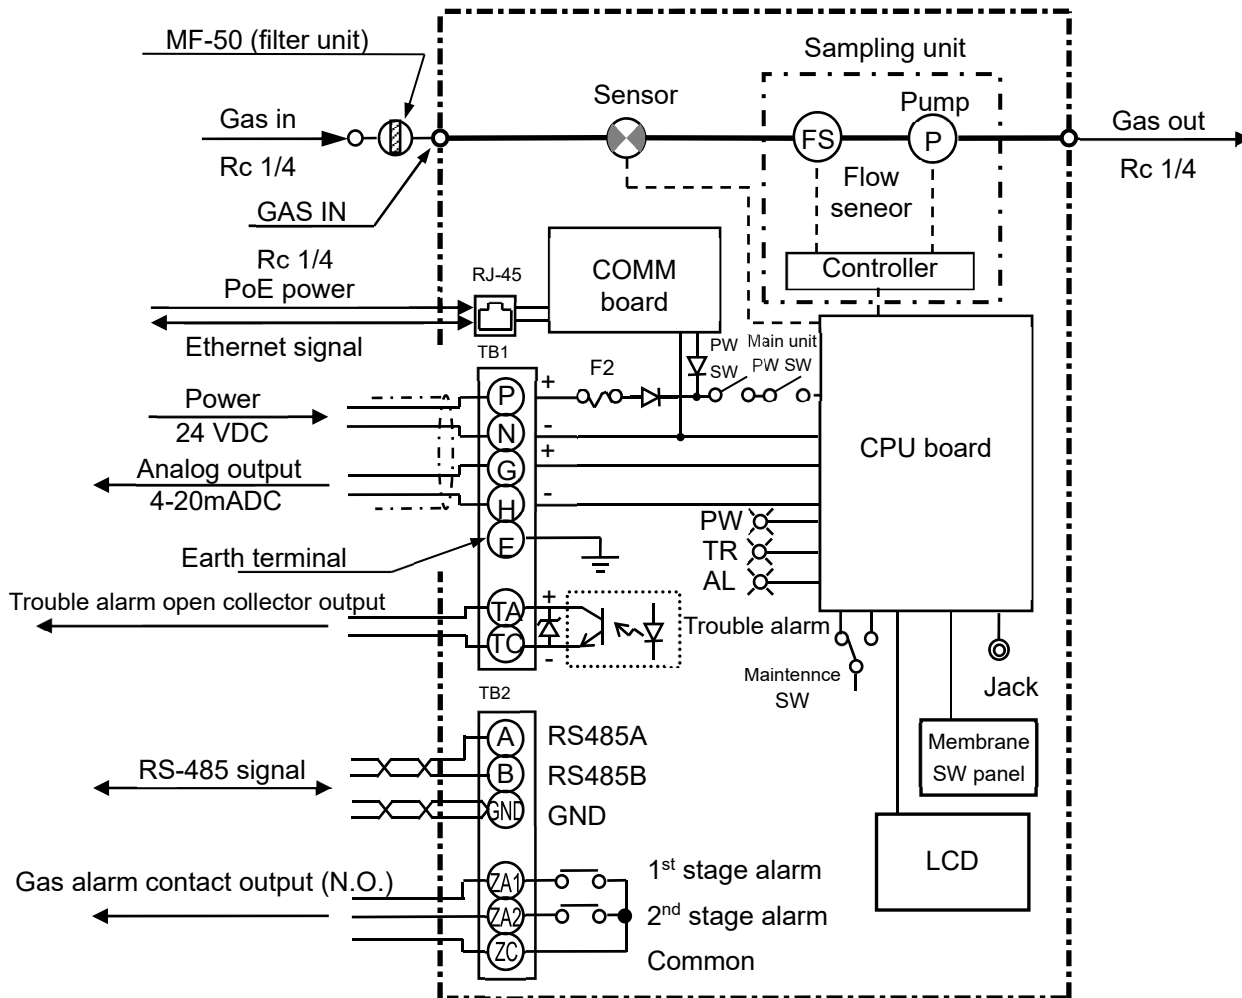 MF-50 (filter unit)
Sampling unit
Sensor
Pump
Gas in
FS
P
Gas out
Rc 1/4
Flow
seneor
Rc 1/4
GAS IN
Rc 1/4
PoE power
RJ-45
COMM
board
Controller
Ethernet signal
TB1
PW
SW
Main unit
PW SW
F2
Power
24 VDC
P
+
N
-
CPU board
Analog output
4-20mADC
G
+
H
-
PW
TR
AL
Earth terminal
E
Trouble alarm open collector output
TA
+
TC
-
Trouble alarm
Maintennce
SW
Jack
TB2
A
RS485A
RS-485 signal
B
RS485B
GND
GND
Membrane
SW panel
LCD
Gas alarm contact output (N.O.)
ZA1
1st stage alarm
ZA2
2nd stage alarm
ZC
Common